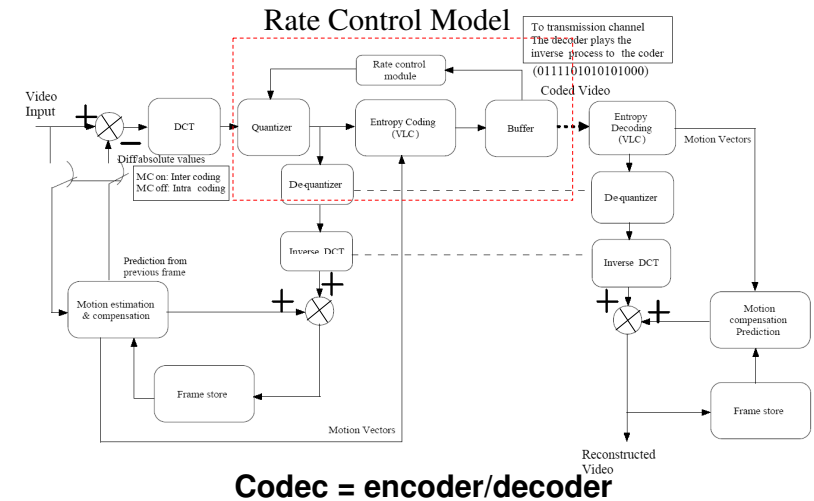 Rate Control Model
To transmission channel
The decoder plays the
inverse process to the coder
(0111101010101000)
Rate control
module
Coded Video
Video
Input
+
DCT
Quantizer
Entropy Coding
(VLC)
Buffer
Entropy
Decoding
(VLC)
Motion Vectors
−
Diff absolute values
MC on: Inter coding
MC off: Intra coding
De-quantizer
De-quantizer
Prediction from
previous frame
Inverse DCT
Inverse DCT
Motion estimation
& compensation
+
+
+
+
Motion
compensation
Prediction
Frame store
Frame store
Motion Vectors
Reconstructed
Video
Codec = encoder/decoder